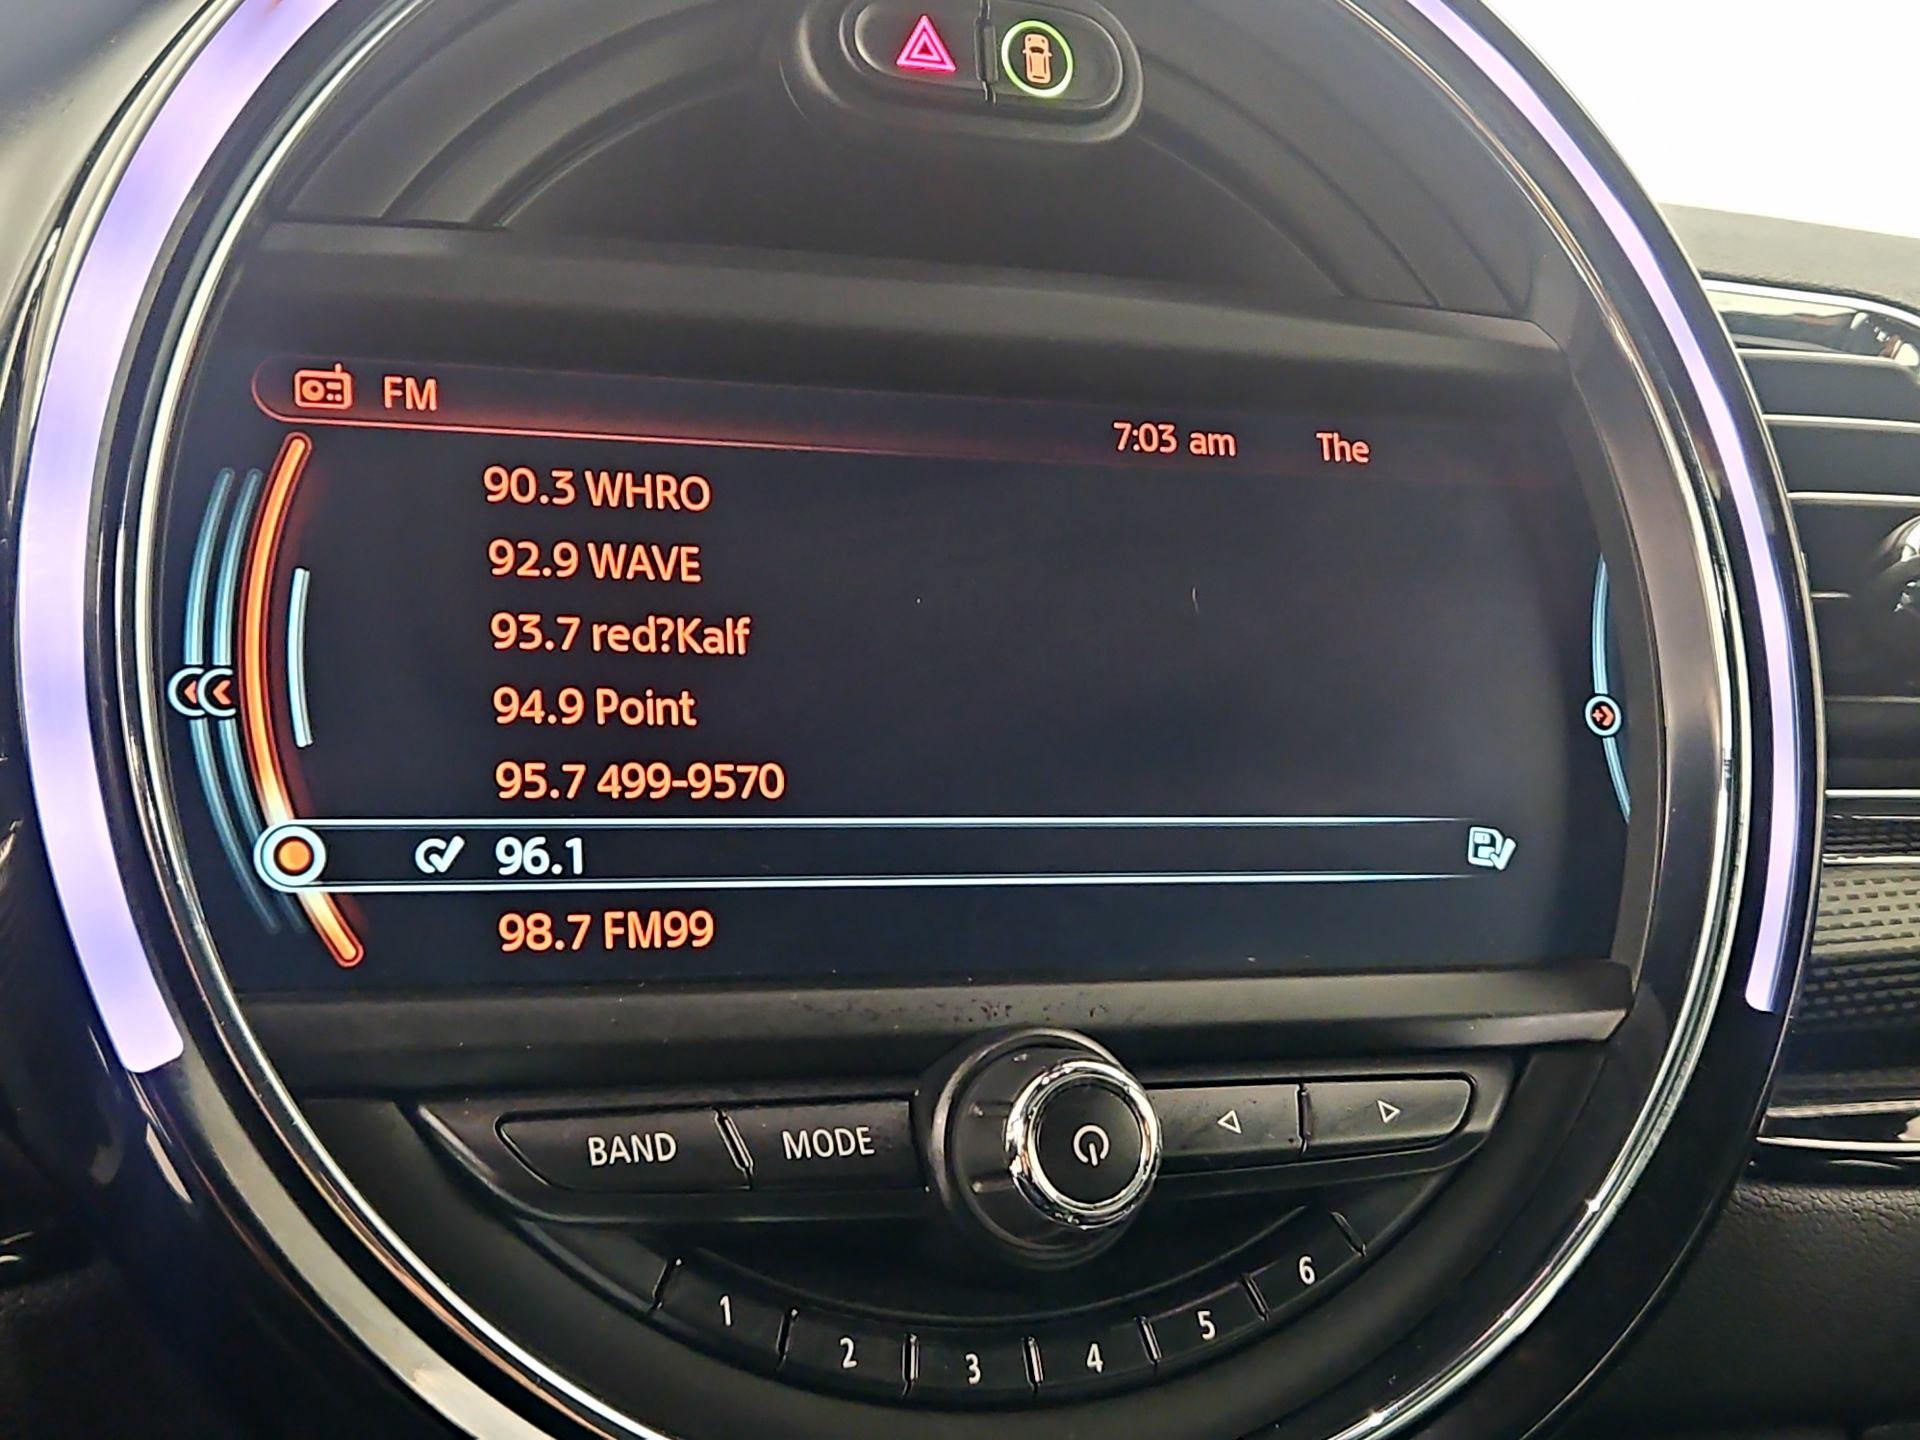 FM
7:03 am The
90.3 WHRO
92.9 WAVE
93.7 red?Kalf
94.9 Point
95.7 499-9570
96.1
98.7 FM99
BAND MODE
1 2 3 4 5 6